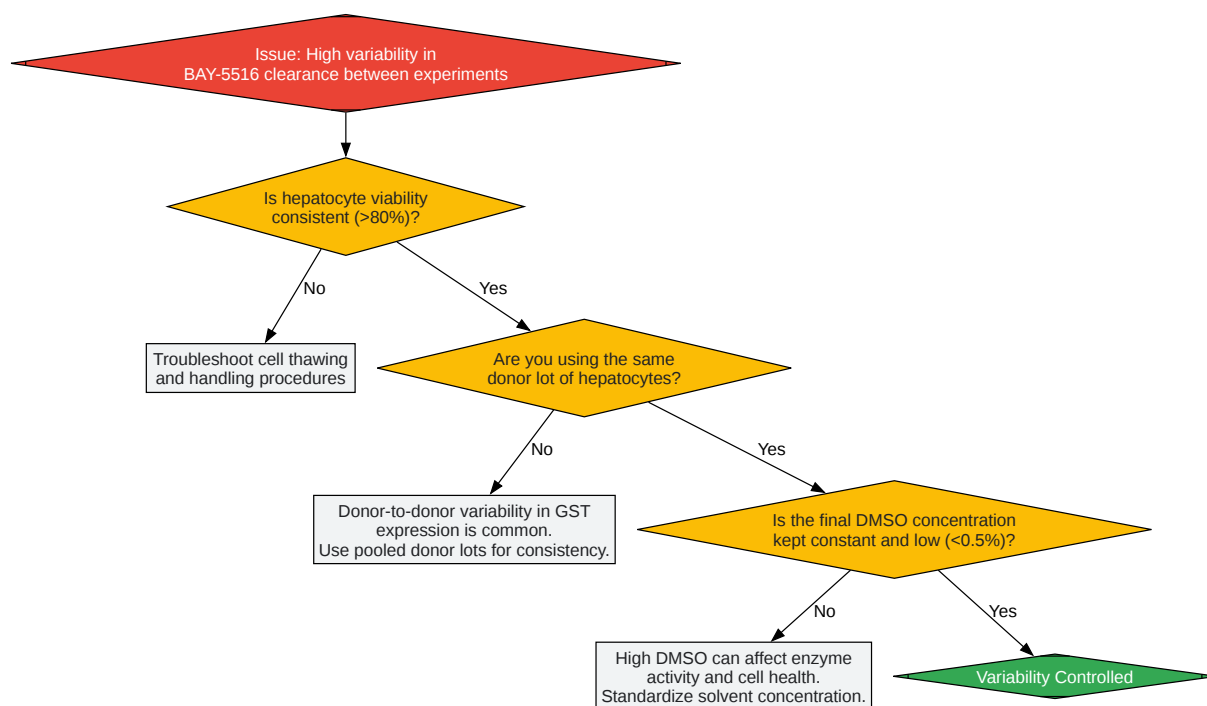 Issue: High variability in
BAY-5516 clearance between experiments
Is hepatocyte viability
consistent (>80%)?
No
Yes
Troubleshoot cell thawing
and handling procedures
Are you using the same
donor lot of hepatocytes?
No
Yes
Donor-to-donor variability in GST
expression is common.
Use pooled donor lots for consistency.
Is the final DMSO concentration
kept constant and low (<0.5%)?
No
Yes
High DMSO can affect enzyme
activity and cell health.
Standardize solvent concentration.
Variability Controlled